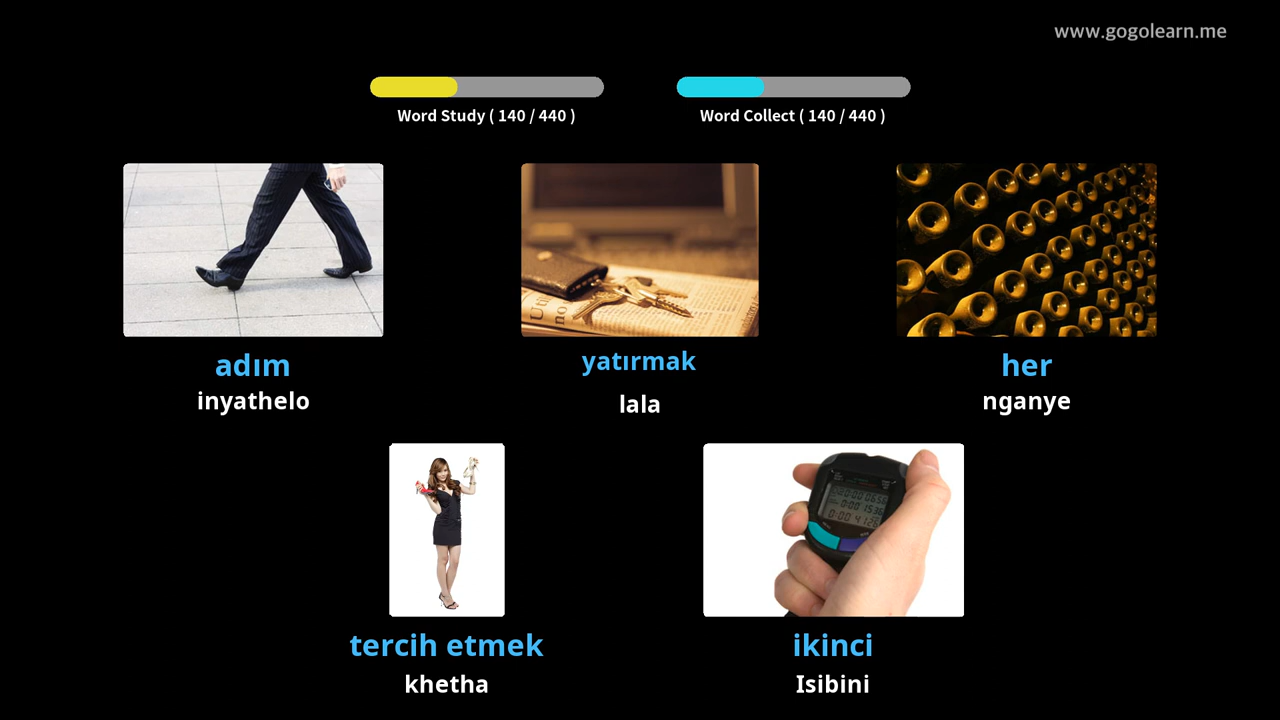 www.gogolearn.me
Word Study ( 140 / 440 )
Word Collect ( 140 / 440 )
adım
inyathelo
yatırmak
lala
her
nganye
tercih etmek
khetha
ikinci
Isibini